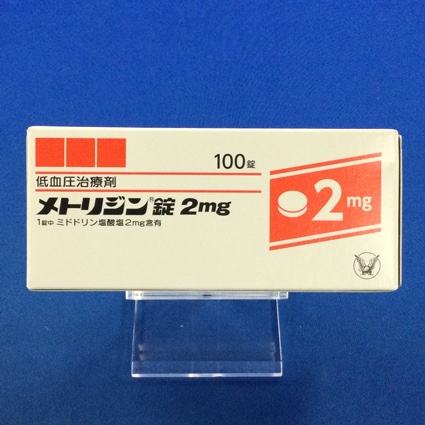 100錠
低血圧治療剤
メトリジン®錠 2mg
1錠中 ミドドリン塩酸塩2mg含有
2mg